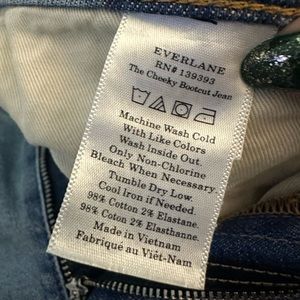 EVERLANE
RN# 139393
The Cheeky Bootcut Jean
Machine Wash Cold
With Like Colors
Wash Inside Out.
Only Non-Chlorine
Bleach When Necessary.
Tumble Dry Low.
Cool Iron if Needed.
98% Cotton 2% Elastane.
98% Coton 2% Elasthanne.
Made in Vietnam
Fabriqué au Viêt-Nam